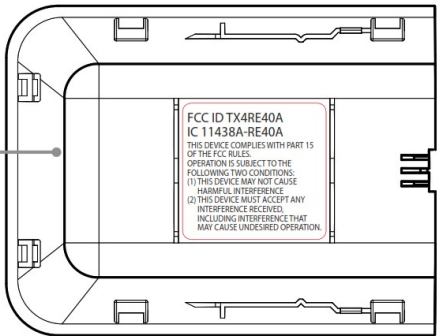 FCC ID TX4RE40A
IC 11438A-RE40A
THIS DEVICE COMPLIES WITH PART 15
OF THE FCC RULES.
OPERATION IS SUBJECT TO THE
FOLLOWING TWO CONDITIONS:
(1) THIS DEVICE MAY NOT CAUSE
HARMFUL INTERFERENCE
(2) THIS DEVICE MUST ACCEPT ANY
INTERFERENCE RECEIVED,
INCLUDING INTERFERENCE THAT
MAY CAUSE UNDESIRED OPERATION.